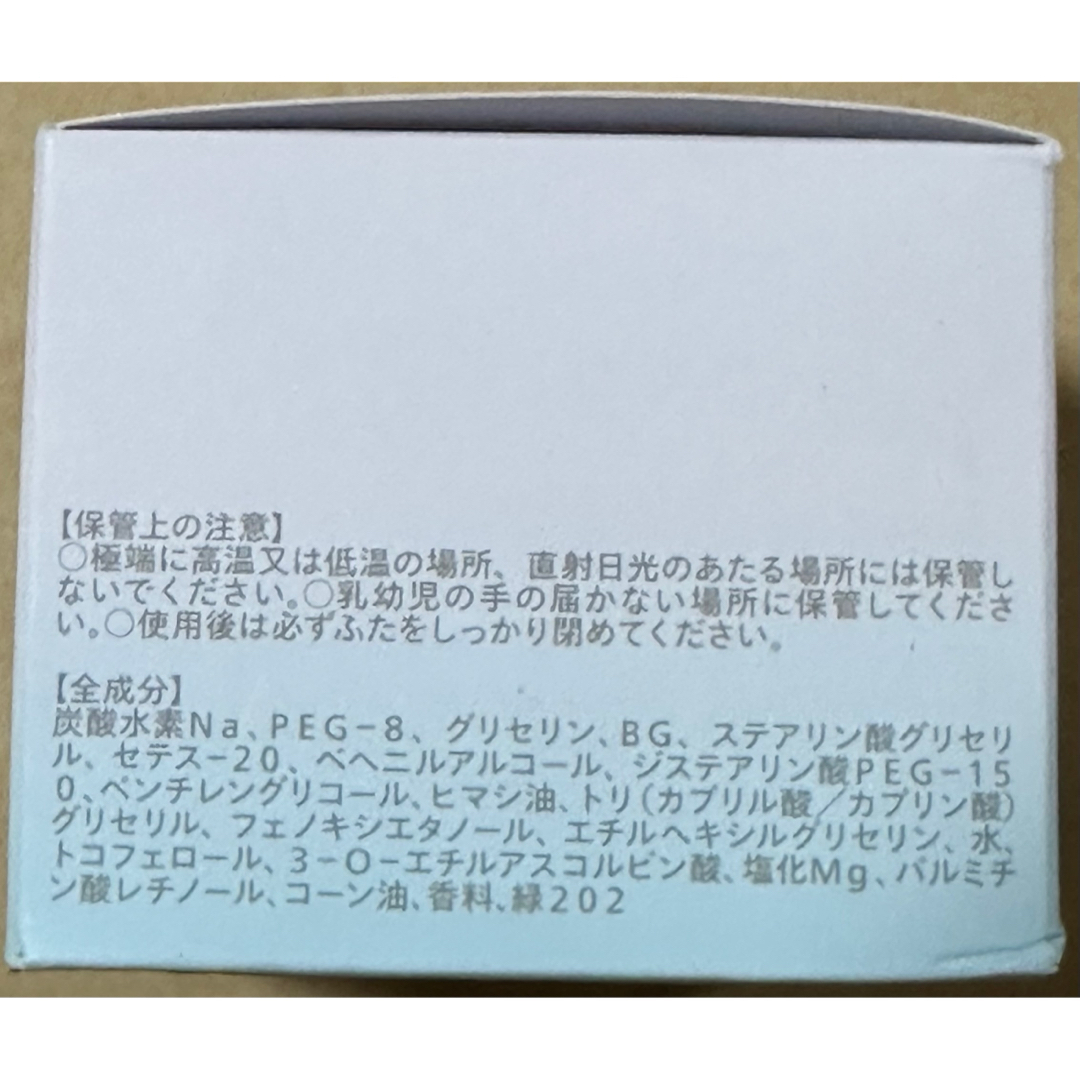 【保管上の注意】
○極端に高温又は低温の場所、直射日光のあたる場所には保管し
ないでください。○乳幼児の手の届かない場所に保管してくださ
い。○使用後は必ずふたをしっかり閉めてください。
【全成分】
炭酸水素Na、PEG−8、グリセリン、BG、ステアリン酸グリセリ
ル、セテス−20、ベヘニルアルコール、ジステアリン酸PEG−15
0、ペンチレングリコール、ヒマシ油、トリ（カプリル酸／カプリン酸）
グリセリル、フェノキシエタノール、エチルヘキシルグリセリン、水、
トコフェロール、3−O−エチルアスコルビン酸、塩化Mg、パルミチ
ン酸レチノール、コーン油、香料、緑202